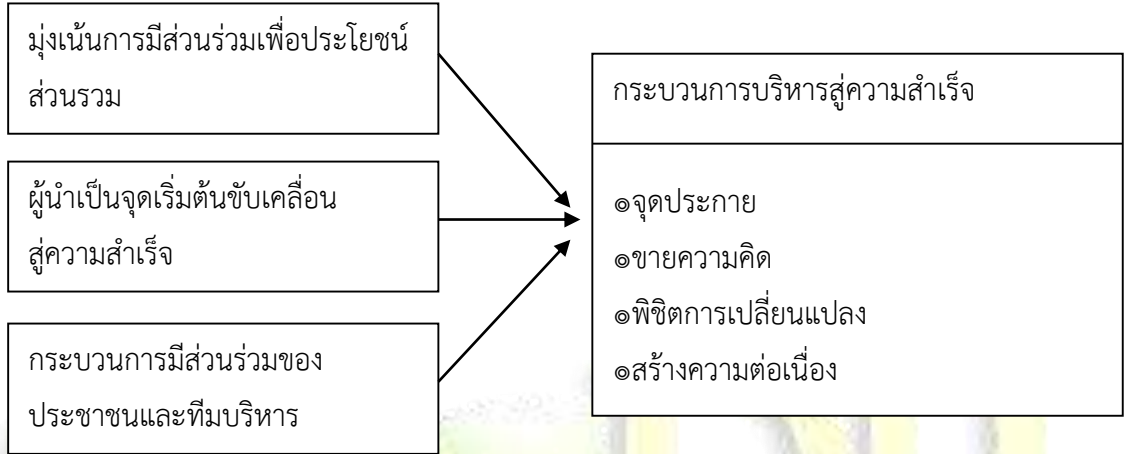 มุ่งเน้นการมีส่วนร่วมเพื่อประโยชน์
ส่วนรวม
ผู้นำเป็นจุดเริ่มต้นขับเคลื่อน
สู่ความสำเร็จ
กระบวนการมีส่วนร่วมของ
ประชาชนและทีมบริหาร
กระบวนการบริหารสู่ความสำเร็จ
๏จุดประกาย
๏ขายความคิด
๏พิชิตการเปลี่ยนแปลง
๏สร้างความต่อเนื่อง